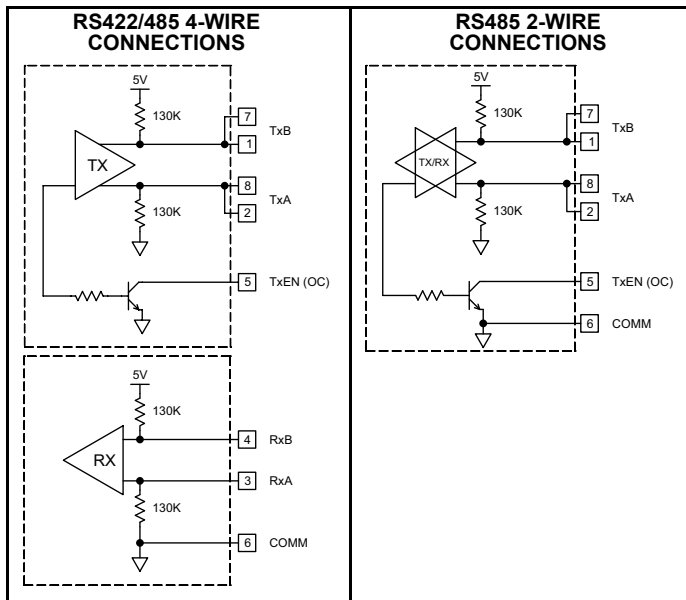 RS422/485 4-WIRE
CONNECTIONS
5V
130K
7
TxB
1
TX
8
TxA
130K
2
5
TxEN (OC)
5V
130K
4
RxB
RX
3
RxA
130K
6
COMM
RS485 2-WIRE
CONNECTIONS
5V
130K
7
TxB
1
TX/RX
8
TxA
130K
2
5
TxEN (OC)
6
COMM